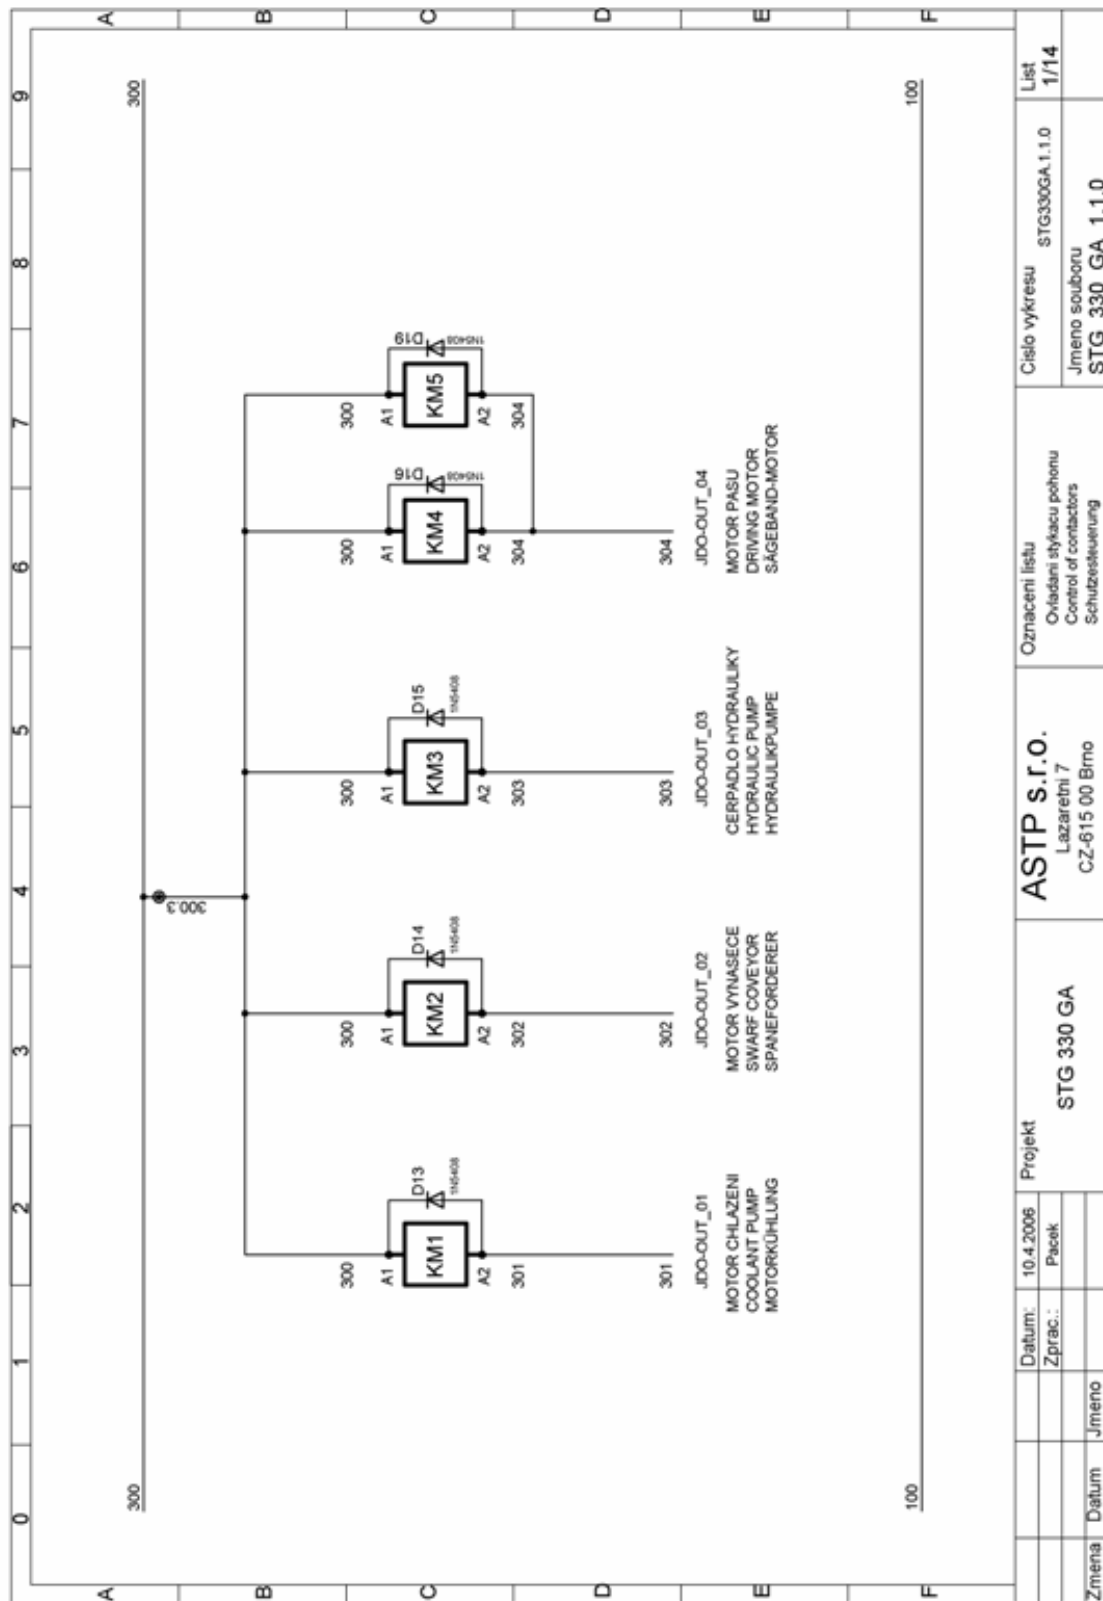 0 1 2 3 4 5 6 7 8 9
A A
B B
C C
D D
E E
F F
300 300
300.3
300 300 300 300 300
A1 A1 A1 A1 A1
KM1 D13 1N5408
KM2 D14 1N5408
KM3 D15 1N5408
KM4 D16 1N5408
KM5 D19 1N5408
A2 A2 A2 A2 A2
301 302 303 304 304
301 302 303 304
JDO-OUT_01
MOTOR CHLAZENI
COOLANT PUMP
MOTORKÜHLUNG
JDO-OUT_02
MOTOR VYNASECE
SWARF COVEYOR
SPANEFORDERER
JDO-OUT_03
CERPADLO HYDRAULIKY
HYDRAULIC PUMP
HYDRAULIKPUMPE
JDO-OUT_04
MOTOR PASU
DRIVING MOTOR
SÄGEBAND-MOTOR
100 100
Zmena Datum Jmeno
Datum: 10.4.2006
Zprac.: Pacek
Projekt
STG 330 GA
ASTP s.r.o.
Lazaretni 7
CZ-615 00 Brno
Oznaceni listu
Ovladani stykacu pohonu
Control of contactors
Schutzesteuerung
Cislo vykresu
STG330GA.1.1.0
Jmeno souboru
STG_330_GA_1.1.0
List
1/14